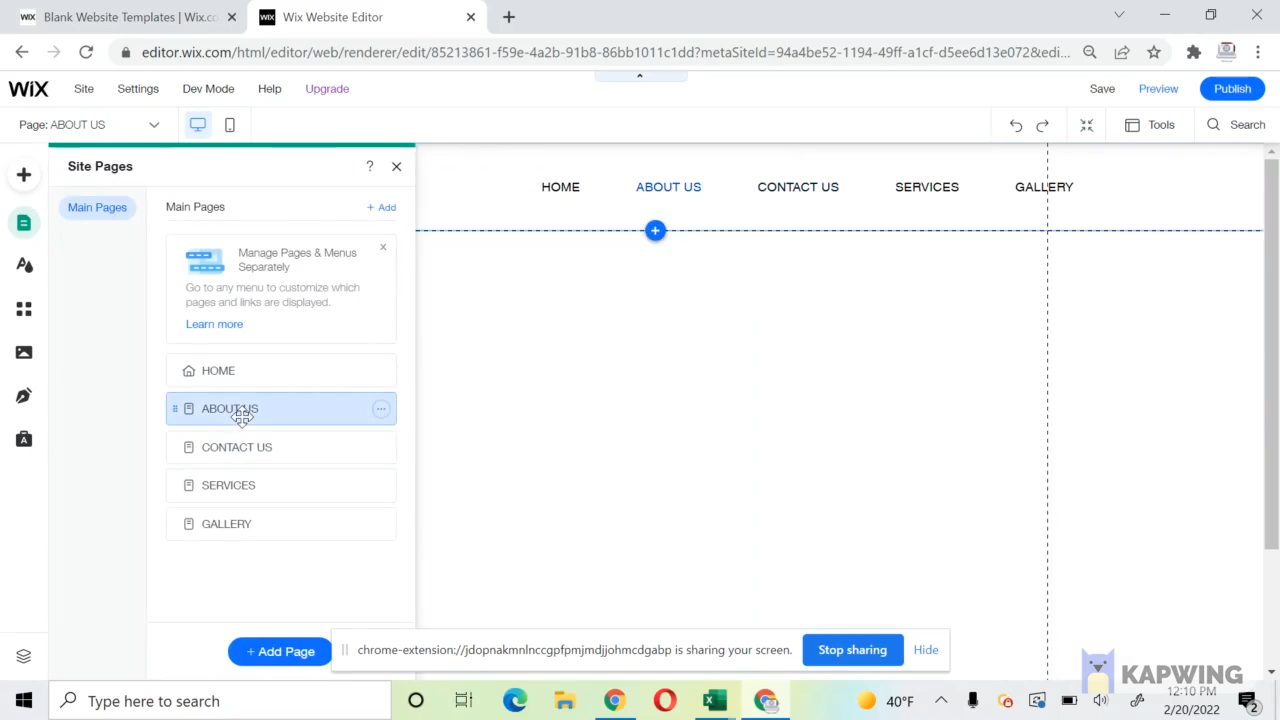 WiX Blank Website Templates | Wix.co
WiX Wix Website Editor
editor.wix.com/html/editor/web/renderer/edit/85213861-f59e-4a2b-91b8-86bb1011c1dd?metaSiteId=94a4be52-1194-49ff-a1cf-d5ee6d13e072&edi...
WiX Site Settings Dev Mode Help Upgrade Save Preview Publish
Page: ABOUT US Tools Search
Site Pages ?
HOME ABOUT US CONTACT US SERVICES GALLERY
Main Pages Main Pages + Add
Manage Pages & Menus
Separately
Go to any menu to customize which
pages and links are displayed.
Learn more
HOME
ABOUT US
CONTACT US
SERVICES
GALLERY
+ Add Page
chrome-extension://jdopnakmnlnccgpfpmjmdjjohmcdgabp is sharing your screen. Stop sharing Hide
KAPWING
Type here to search 40°F 12:10 PM
2/20/2022 2